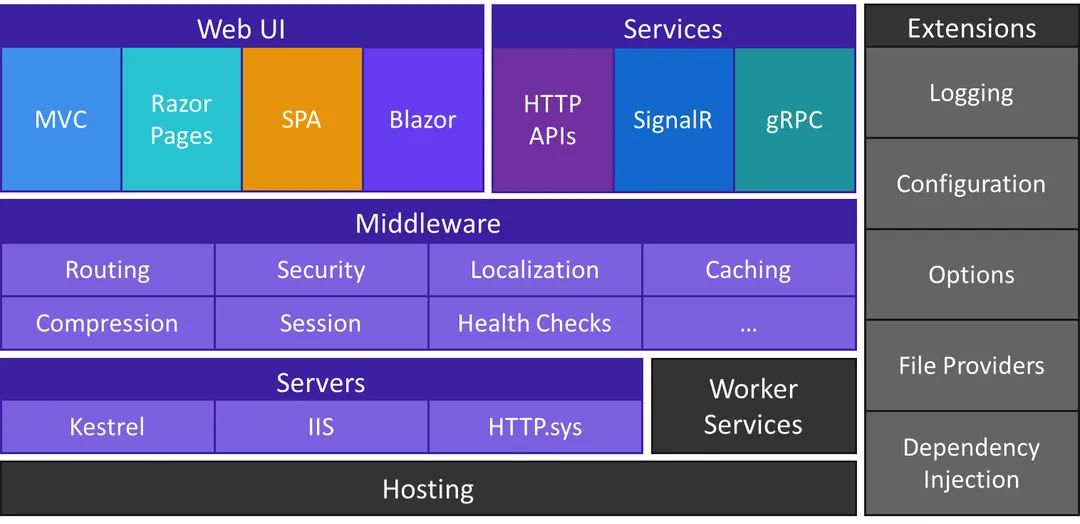 Web UI
MVC
Razor
Pages
SPA
Blazor
Services
HTTP
APIs
SignalR
gRPC
Middleware
Routing
Security
Localization
Caching
Compression
Session
Health Checks
...
Servers
Kestrel
IIS
HTTP.sys
Worker
Services
Hosting
Extensions
Logging
Configuration
Options
File Providers
Dependency
Injection